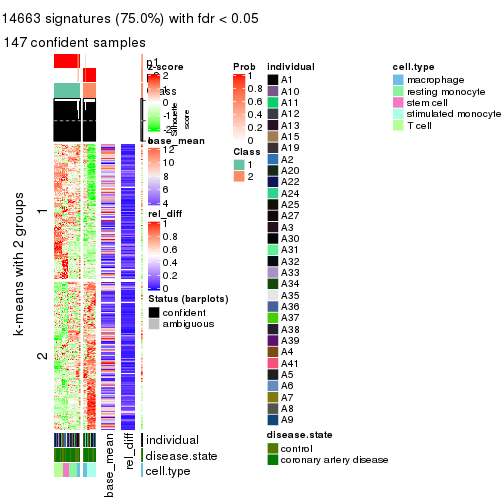 14663 signatures (75.0%) with fdr < 0.05
147 confident samples
k-means with 2 groups
1
2
base_mean
rel_diff
individual
disease.state
cell.type
z-score
2
1
0
-1
-2
silhouette
score
base_mean
12
10
8
6
4
rel_diff
1
0.8
0.6
0.4
0.2
0
Status (barplots)
confident
ambiguous
Prob
1
0.8
0.6
0.4
0.2
0
Class
1
2
individual
A1
A10
A11
A12
A13
A15
A19
A2
A20
A22
A24
A25
A27
A3
A30
A31
A32
A33
A34
A35
A36
A37
A38
A39
A4
A41
A5
A6
A7
A8
A9
disease.state
control
coronary artery disease
cell.type
macrophage
resting monocyte
stem cell
stimulated monocyte
T cell